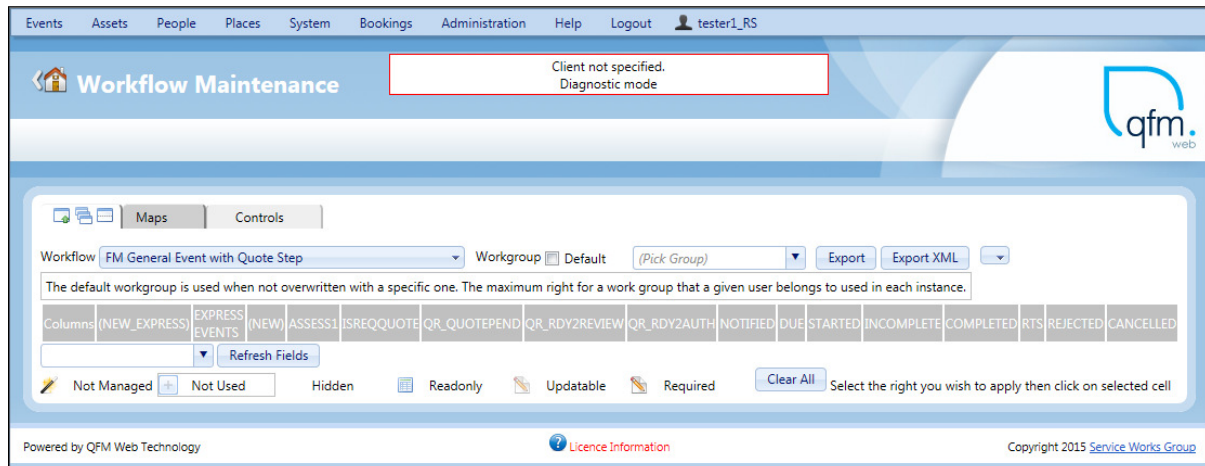 Events Assets People Places System Bookings Administration Help Logout tester1_RS
Workflow Maintenance
Client not specified.
Diagnostic mode
qfm.
web
Maps Controls
Workflow FM General Event with Quote Step Workgroup Default (Pick Group) Export Export XML
The default workgroup is used when not overwritten with a specific one. The maximum right for a work group that a given user belongs to used in each instance.
Columns (NEW_EXPRESS) EXPRESS EVENTS (NEW) ASSESS1 ISREQQUOTE QR_QUOTEPEND QR_RDY2REVIEW QR_RDY2AUTH NOTIFIED DUE STARTED INCOMPLETE COMPLETED RTS REJECTED CANCELLED
Refresh Fields
Not Managed Not Used Hidden Readonly Updatable Required Clear All Select the right you wish to apply then click on selected cell
Powered by QFM Web Technology Licence Information Copyright 2015 Service Works Group